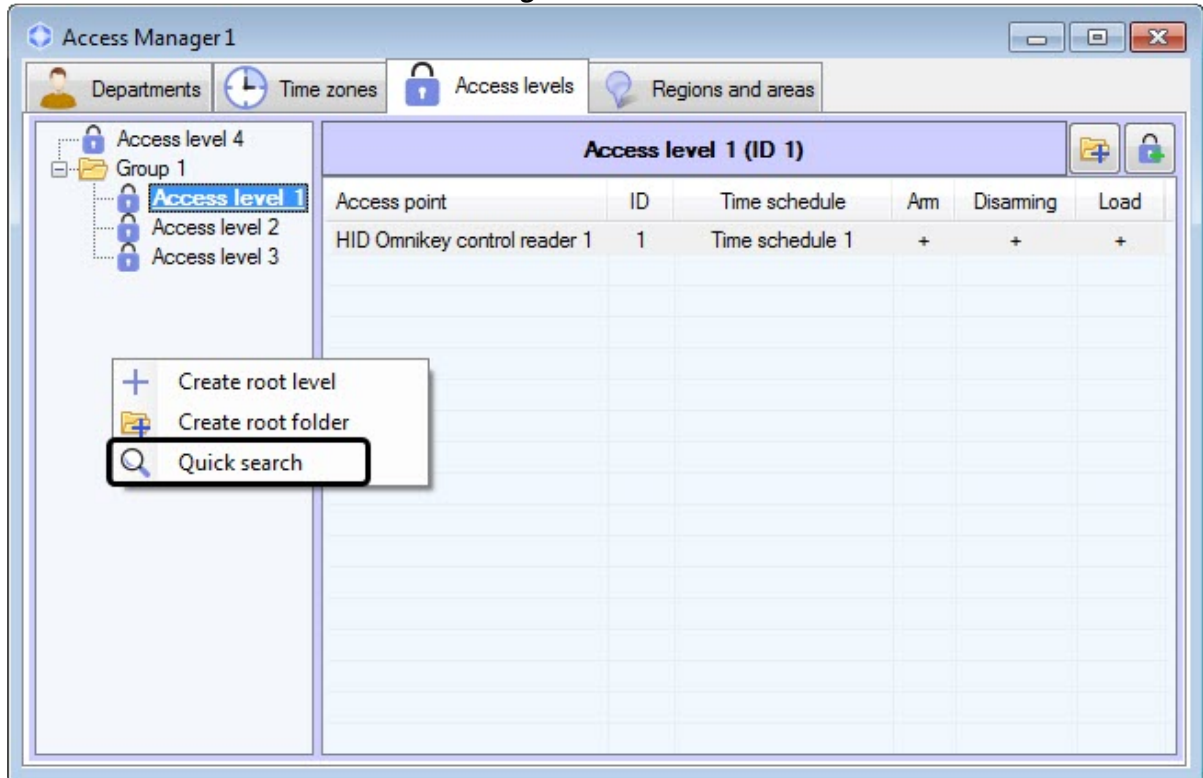 Access Manager 1
Departments Time zones Access levels Regions and areas
Access level 4
Group 1
Access level 1
Access level 2
Access level 3
Access level 1 (ID 1)
Access point ID Time schedule Arm Disarming Load
HID Omnikey control reader 1 1 Time schedule 1 + + +
Create root level
Create root folder
Quick search